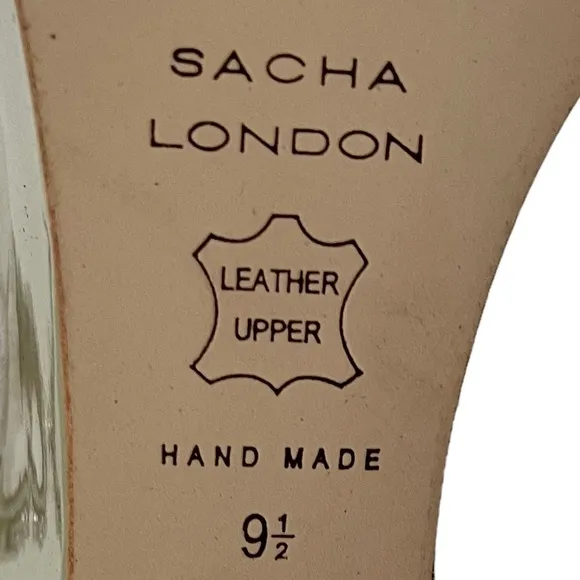 SACHA
LONDON
LEATHER
UPPER
HAND MADE
9½